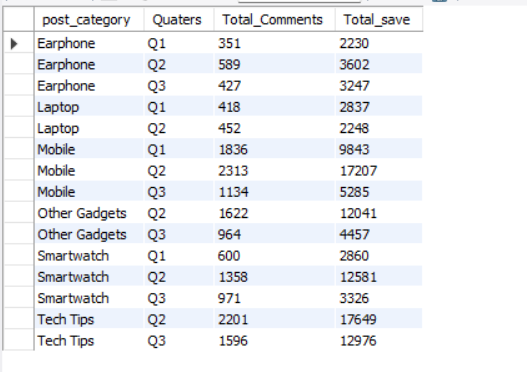 post_category Quaters Total_Comments Total_save
Earphone Q1 351 2230
Earphone Q2 589 3602
Earphone Q3 427 3247
Laptop Q1 418 2837
Laptop Q2 452 2248
Mobile Q1 1836 9843
Mobile Q2 2313 17207
Mobile Q3 1134 5285
Other Gadgets Q2 1622 12041
Other Gadgets Q3 964 4457
Smartwatch Q1 600 2860
Smartwatch Q2 1358 12581
Smartwatch Q3 971 3326
Tech Tips Q2 2201 17649
Tech Tips Q3 1596 12976